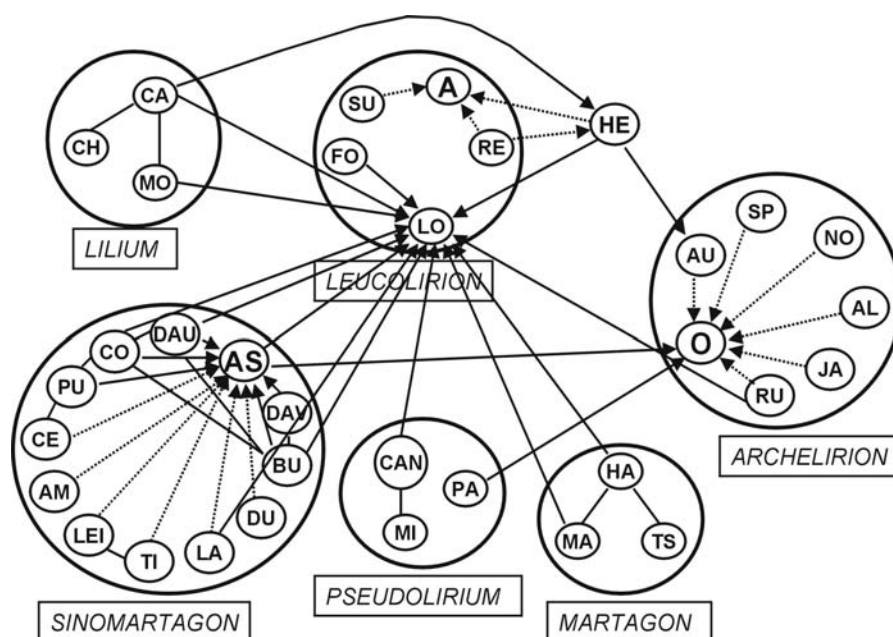 CA
CH
MO
LILIUM
SU
A
RE
FO
LO
LEUCOLIRION
HE
SP
AU
NO
AL
O
JA
RU
ARCHELIRION
DAU
CO
AS
PU
DAV
CE
BU
AM
DU
LEI
LA
TI
SINOMARTAGON
CAN
PA
MI
PSEUDOLIRIUM
HA
MA
TS
MARTAGON